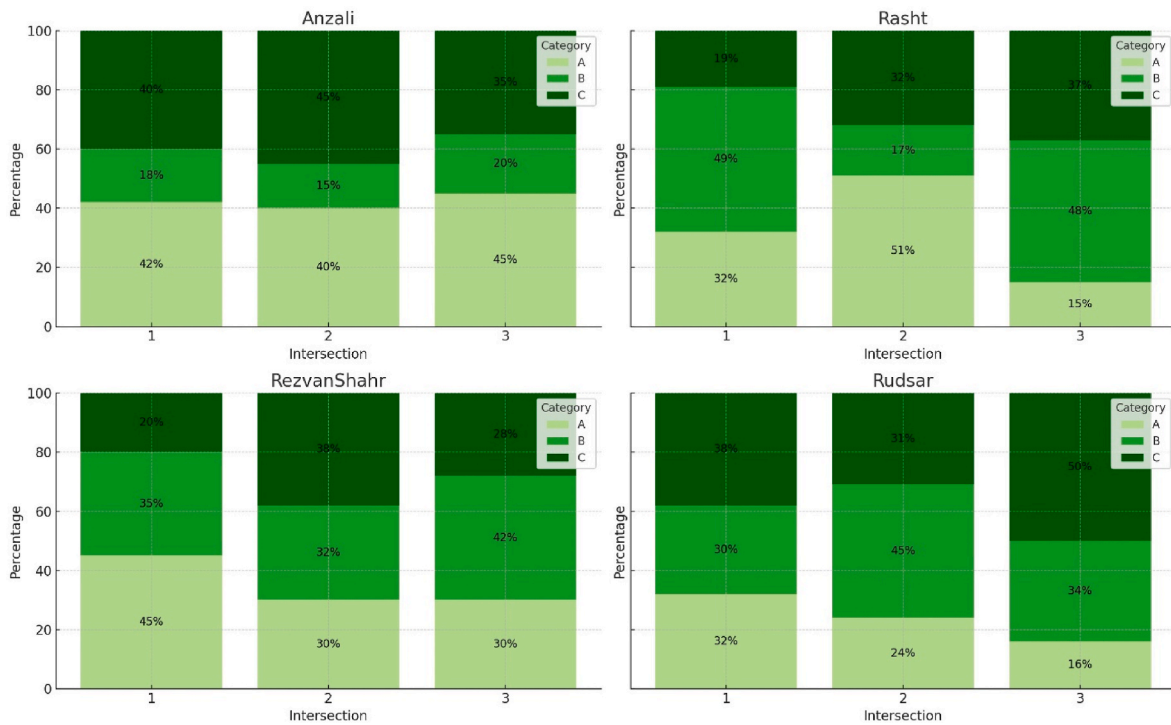 Anzali
100
80
60
40
20
0
Percentage
40%
18%
42%
45%
15%
40%
35%
20%
45%
Category
A
B
C
1
2
3
Intersection
Rasht
Percentage
19%
49%
32%
32%
17%
51%
37%
48%
15%
Category
A
B
C
1
2
3
Intersection
RezvanShahr
100
80
60
40
20
0
Percentage
20%
35%
45%
38%
32%
30%
28%
42%
30%
Category
A
B
C
1
2
3
Intersection
Rudsar
Percentage
38%
30%
32%
31%
45%
24%
50%
34%
16%
Category
A
B
C
1
2
3
Intersection